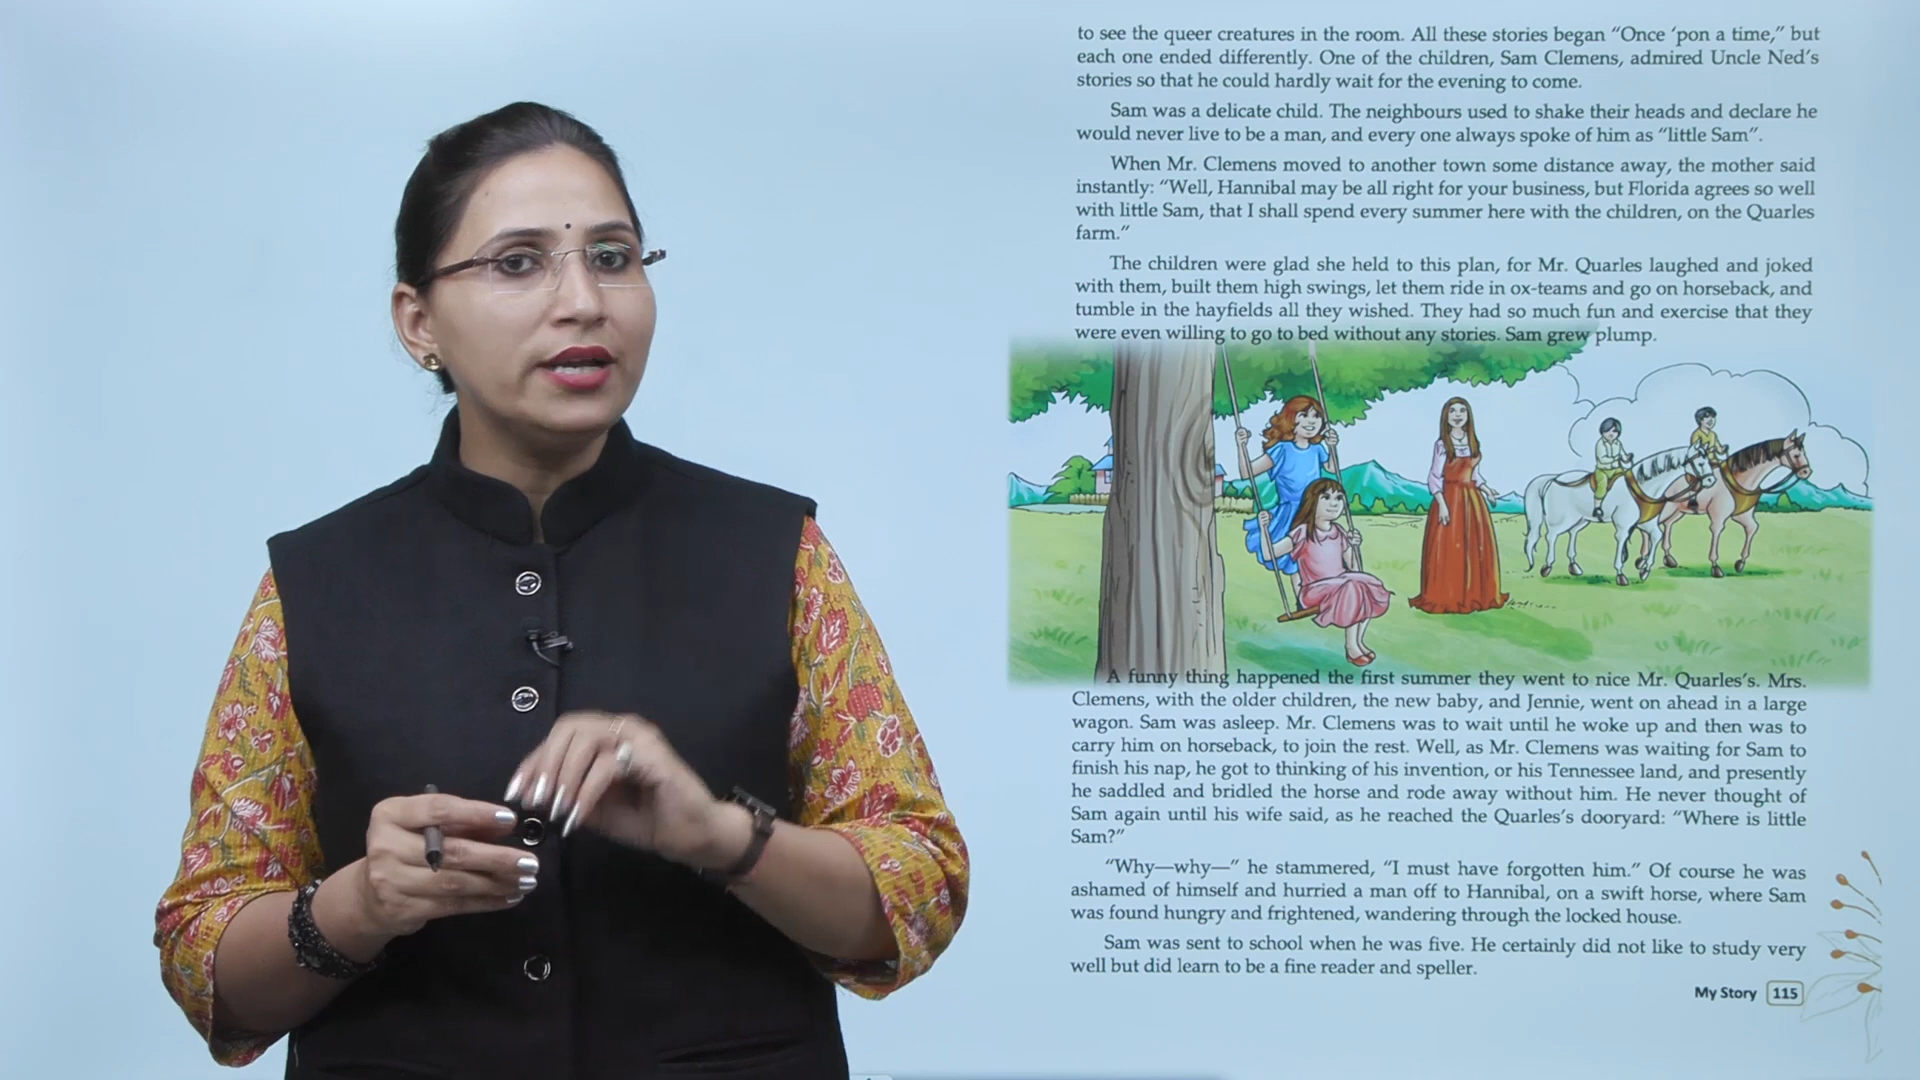 to see the queer creatures in the room. All these stories began “Once ‘pon a time,” but
each one ended differently. One of the children, Sam Clemens, admired Uncle Ned’s
stories so that he could hardly wait for the evening to come.
Sam was a delicate child. The neighbours used to shake their heads and declare he
would never live to be a man, and every one always spoke of him as “little Sam”.
When Mr. Clemens moved to another town some distance away, the mother said
instantly: “Well, Hannibal may be all right for your business, but Florida agrees so well
with little Sam, that I shall spend every summer here with the children, on the Quarles
farm.”
The children were glad she held to this plan, for Mr. Quarles laughed and joked
with them, built them high swings, let them ride in ox-teams and go on horseback, and
tumble in the hayfields all they wished. They had so much fun and exercise that they
were even willing to go to bed without any stories. Sam grew plump.
A funny thing happened the first summer they went to nice Mr. Quarles’s. Mrs.
Clemens, with the older children, the new baby, and Jennie, went on ahead in a large
wagon. Sam was asleep. Mr. Clemens was to wait until he woke up and then was to
carry him on horseback, to join the rest. Well, as Mr. Clemens was waiting for Sam to
finish his nap, he got to thinking of his invention, or his Tennessee land, and presently
he saddled and bridled the horse and rode away without him. He never thought of
Sam again until his wife said, as he reached the Quarles’s dooryard: “Where is little
Sam?”
“Why—why—” he stammered, “I must have forgotten him.” Of course he was
ashamed of himself and hurried a man off to Hannibal, on a swift horse, where Sam
was found hungry and frightened, wandering through the locked house.
Sam was sent to school when he was five. He certainly did not like to study very
well but did learn to be a fine reader and speller.
My Story 115